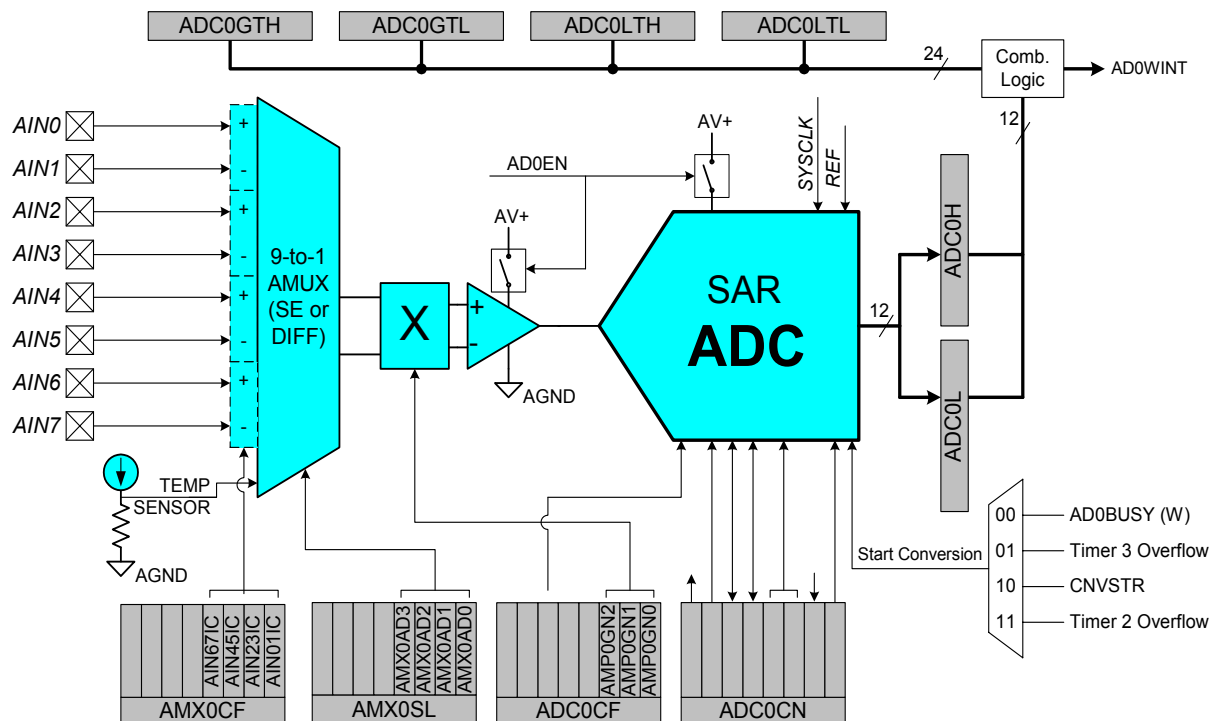 ADC0GTH
ADC0GTL
ADC0LTH
ADC0LTL
24
Comb.
Logic
AD0WINT
12
AIN0
AIN1
AIN2
AIN3
AIN4
AIN5
AIN6
AIN7
+
-
+
-
+
-
+
-
9-to-1
AMUX
(SE or
DIFF)
X
+
-
AV+
AGND
AD0EN
AV+
SYSCLK
REF
SAR
ADC
12
ADC0H
ADC0L
TEMP
SENSOR
AGND
Start Conversion
00
AD0BUSY (W)
01
Timer 3 Overflow
10
CNVSTR
11
Timer 2 Overflow
AIN67IC
AIN45IC
AIN23IC
AIN01IC
AMX0CF
AMX0AD3
AMX0AD2
AMX0AD1
AMX0AD0
AMX0SL
AMP0GN2
AMP0GN1
AMP0GN0
ADC0CF
ADC0CN